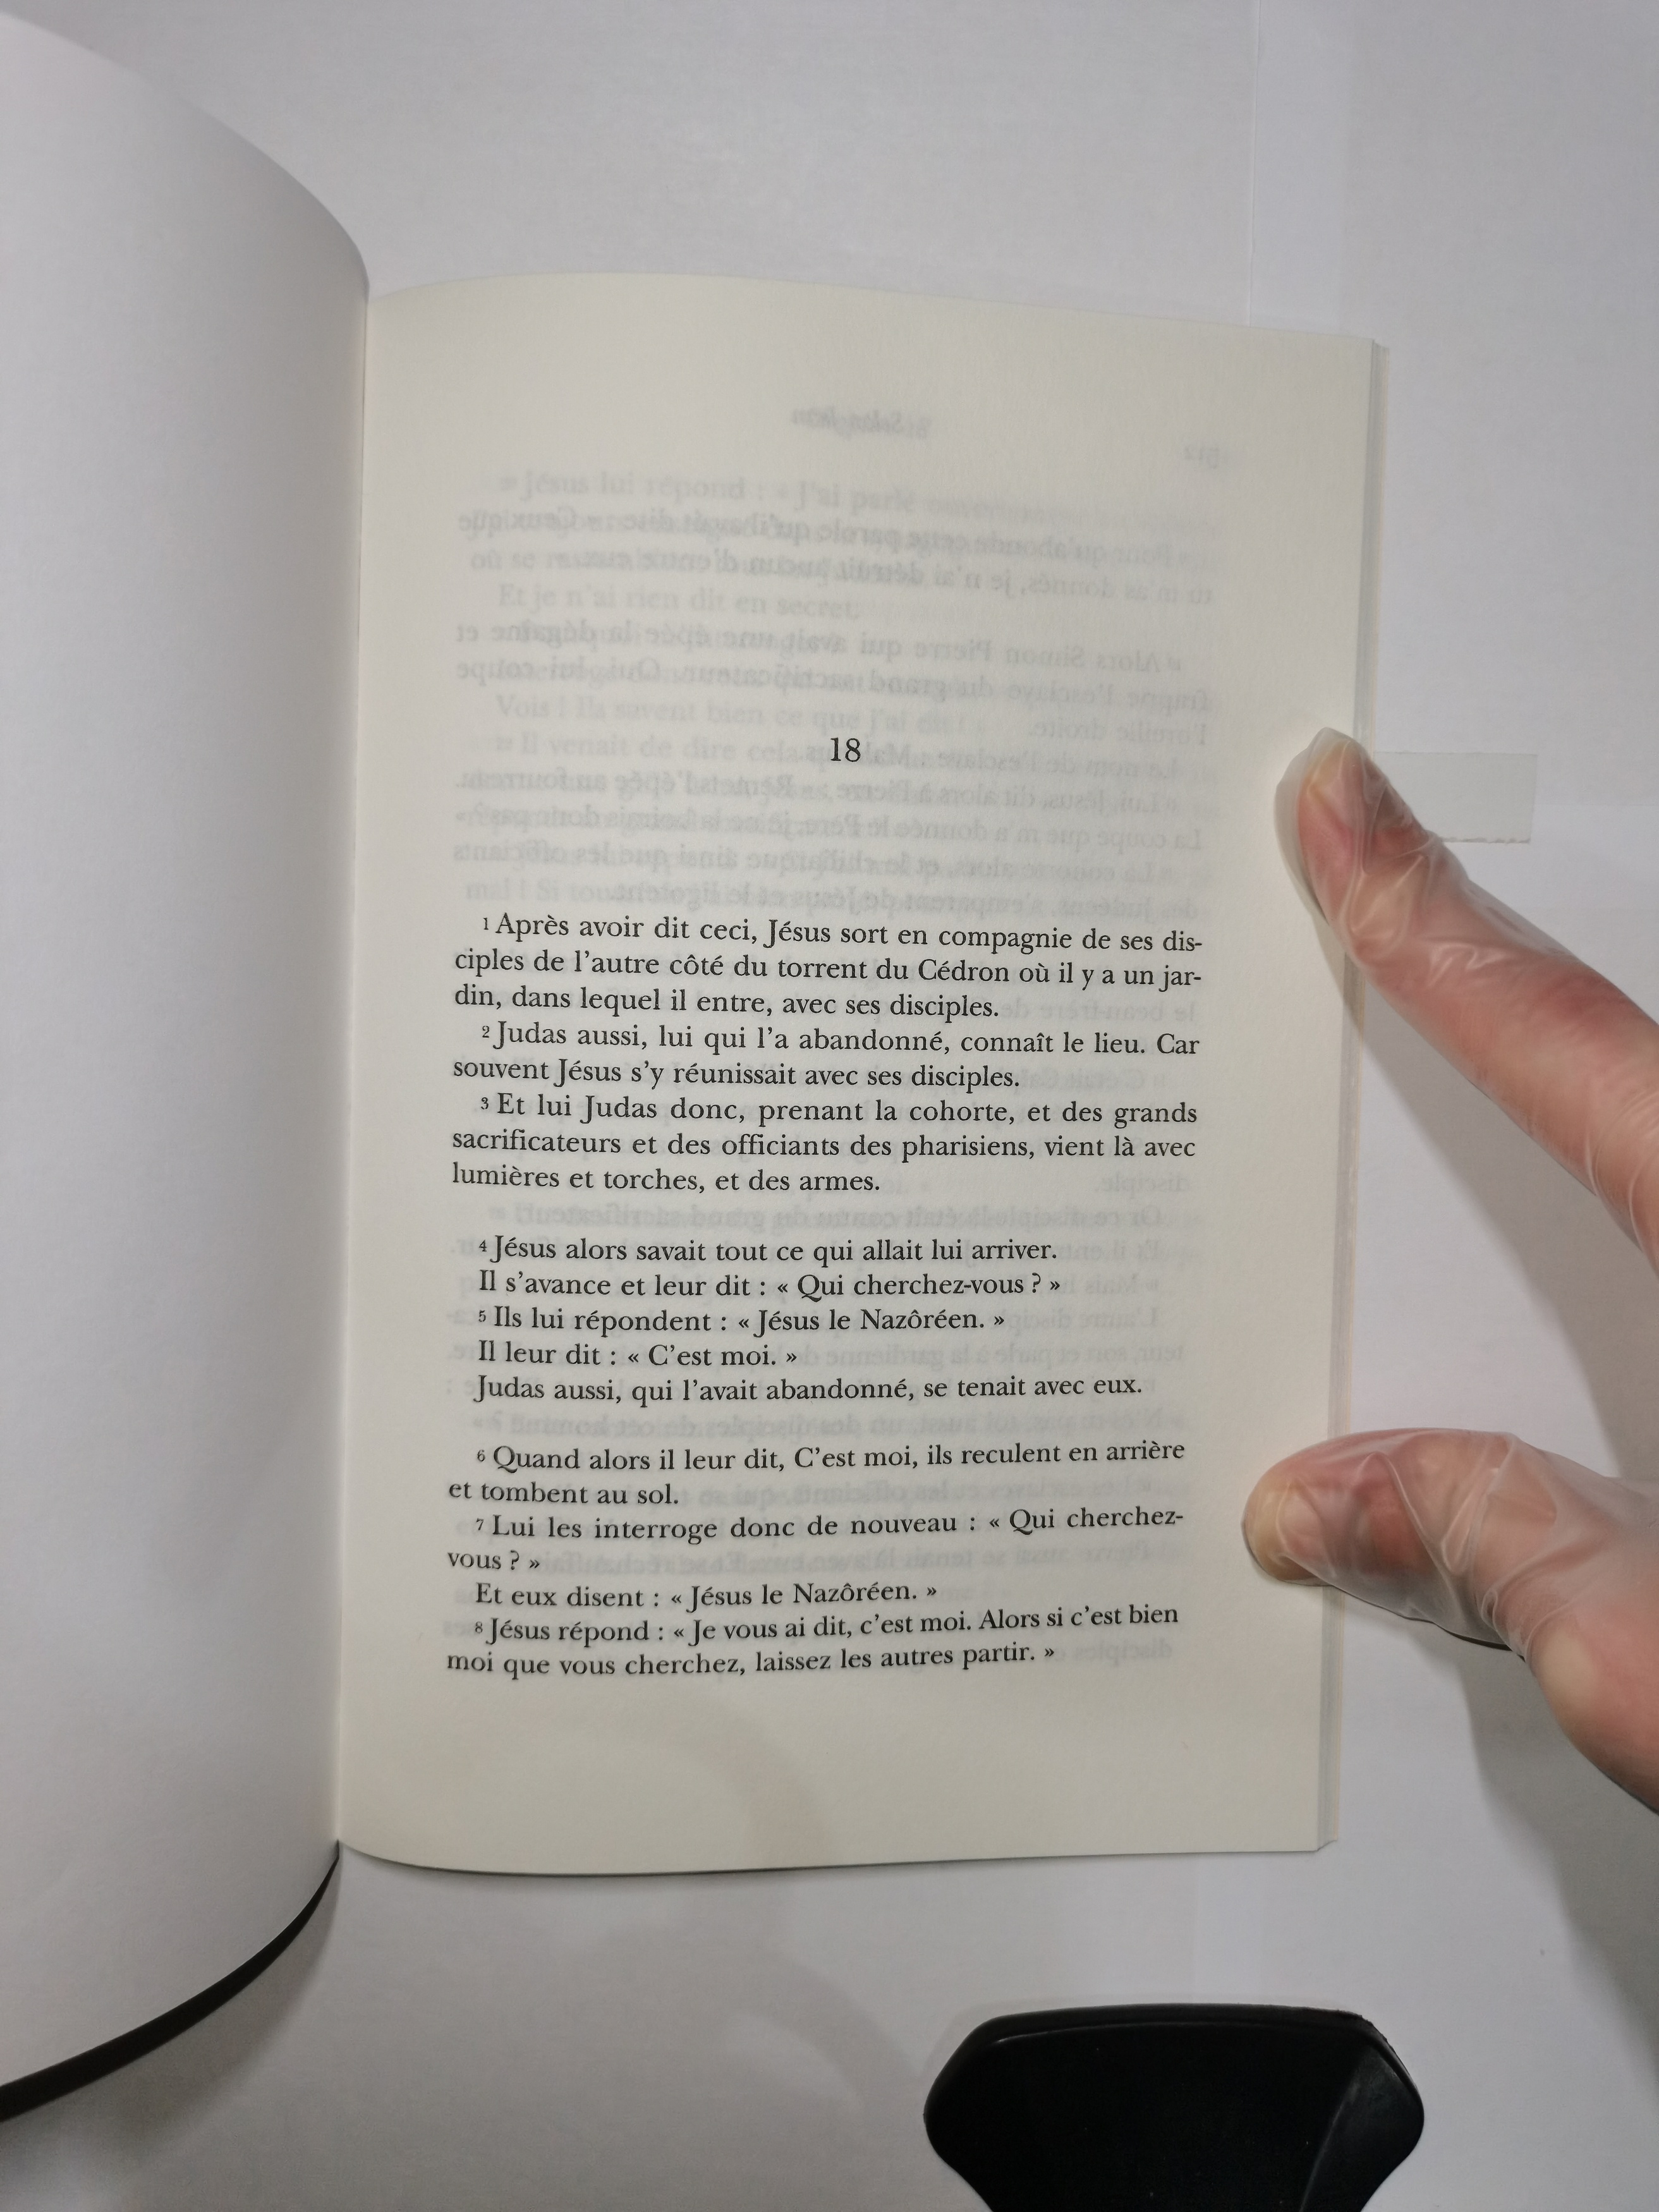 18
1 Après avoir dit ceci, Jésus sort en compagnie de ses dis-
ciples de l'autre côté du torrent du Cédron où il y a un jar-
din, dans lequel il entre, avec ses disciples.
2 Judas aussi, lui qui l'a abandonné, connaît le lieu. Car
souvent Jésus s'y réunissait avec ses disciples.
3 Et lui Judas donc, prenant la cohorte, et des grands
sacrificateurs et des officiants des pharisiens, vient là avec
lumières et torches, et des armes.
4 Jésus alors savait tout ce qui allait lui arriver.
Il s'avance et leur dit : « Qui cherchez-vous ? »
5 Ils lui répondent : « Jésus le Nazôréen. »
Il leur dit : « C'est moi. »
Judas aussi, qui l'avait abandonné, se tenait avec eux.
6 Quand alors il leur dit, C'est moi, ils reculent en arrière
et tombent au sol.
7 Lui les interroge donc de nouveau : « Qui cherchez-
vous ? »
Et eux disent : « Jésus le Nazôréen. »
8 Jésus répond : « Je vous ai dit, c'est moi. Alors si c'est bien
moi que vous cherchez, laissez les autres partir. »